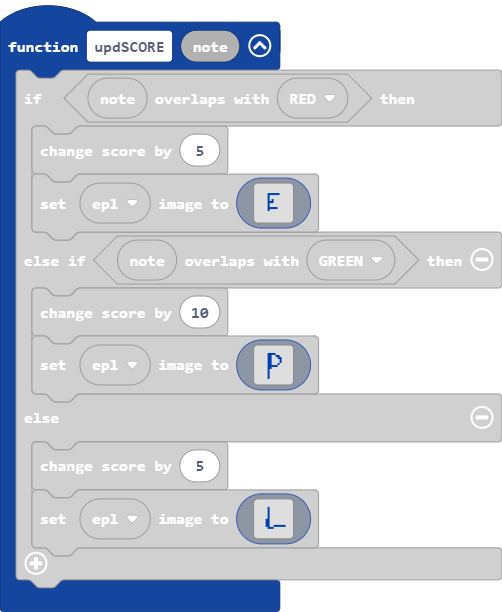 function updSCORE note
if note overlaps with RED then
change score by 5
set epl image to E
else if note overlaps with GREEN then
change score by 10
set epl image to P
else
change score by 5
set epl image to L